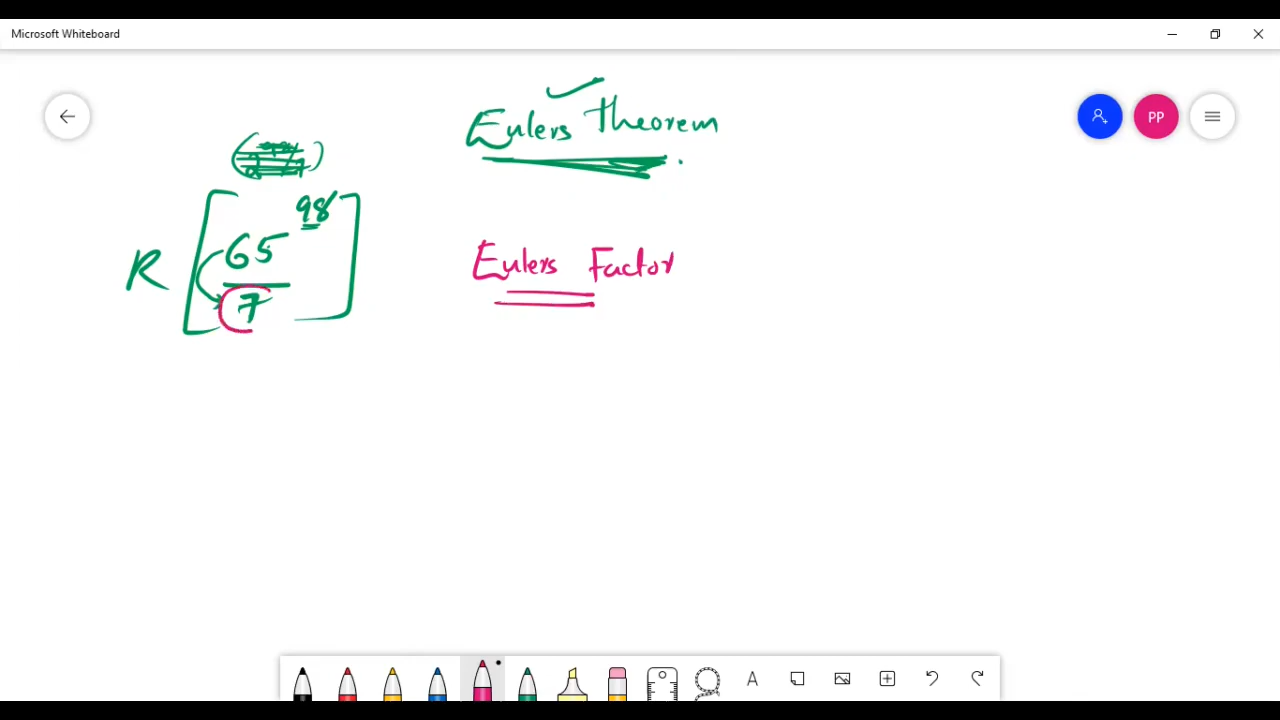 Microsoft Whiteboard
Eulers Theorem
PP
R [65^98 / 7]
Eulers Factor
A